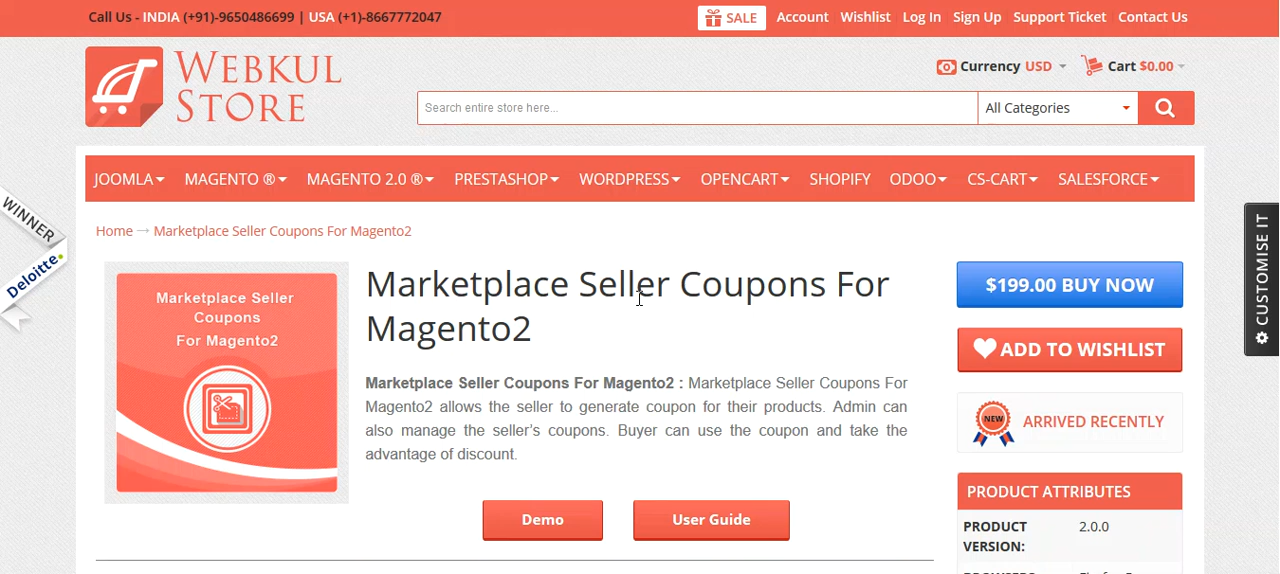 Call Us - INDIA (+91)-9650486699 | USA (+1)-8667772047
SALE Account Wishlist Log In Sign Up Support Ticket Contact Us
WEBKUL
STORE
Currency USD Cart $0.00
Search entire store here... All Categories
JOOMLA MAGENTO ® MAGENTO 2.0 ® PRESTASHOP WORDPRESS OPENCART SHOPIFY ODOO CS-CART SALESFORCE
WINNER
Deloitte.
CUSTOMISE IT
Home → Marketplace Seller Coupons For Magento2
Marketplace Seller
Coupons
For Magento2
Marketplace Seller Coupons For
Magento2
Marketplace Seller Coupons For Magento2 : Marketplace Seller Coupons For
Magento2 allows the seller to generate coupon for their products. Admin can
also manage the seller's coupons. Buyer can use the coupon and take the
advantage of discount.
Demo User Guide
$199.00 BUY NOW
ADD TO WISHLIST
NEW ARRIVED RECENTLY
PRODUCT ATTRIBUTES
PRODUCT 2.0.0
VERSION: